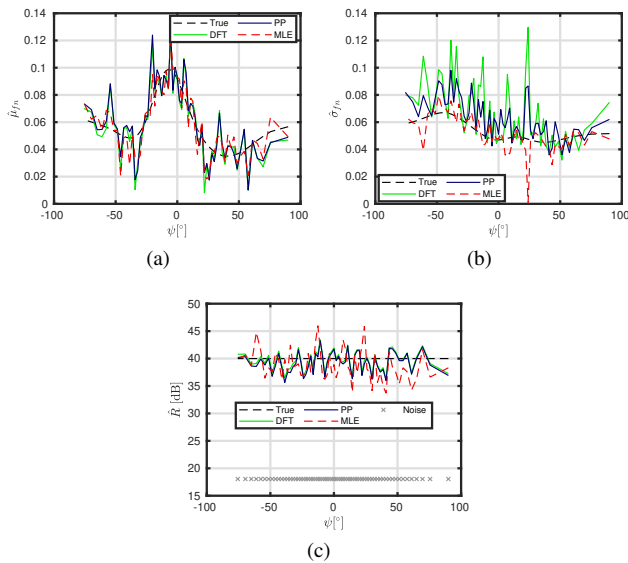 0.14
0.12
0.1
0.08
0.06
0.04
0.02
0
-100
-50
0
50
100
μ̂_{fn}
ψ[°]
True
PP
DFT
MLE
(a)
0.14
0.12
0.1
0.08
0.06
0.04
0.02
0
-100
-50
0
50
100
σ̂_{fn}
ψ[°]
True
PP
DFT
MLE
(b)
50
45
40
35
30
25
20
15
-100
-50
0
50
100
R̂ [dB]
ψ[°]
True
PP
Noise
DFT
MLE
(c)